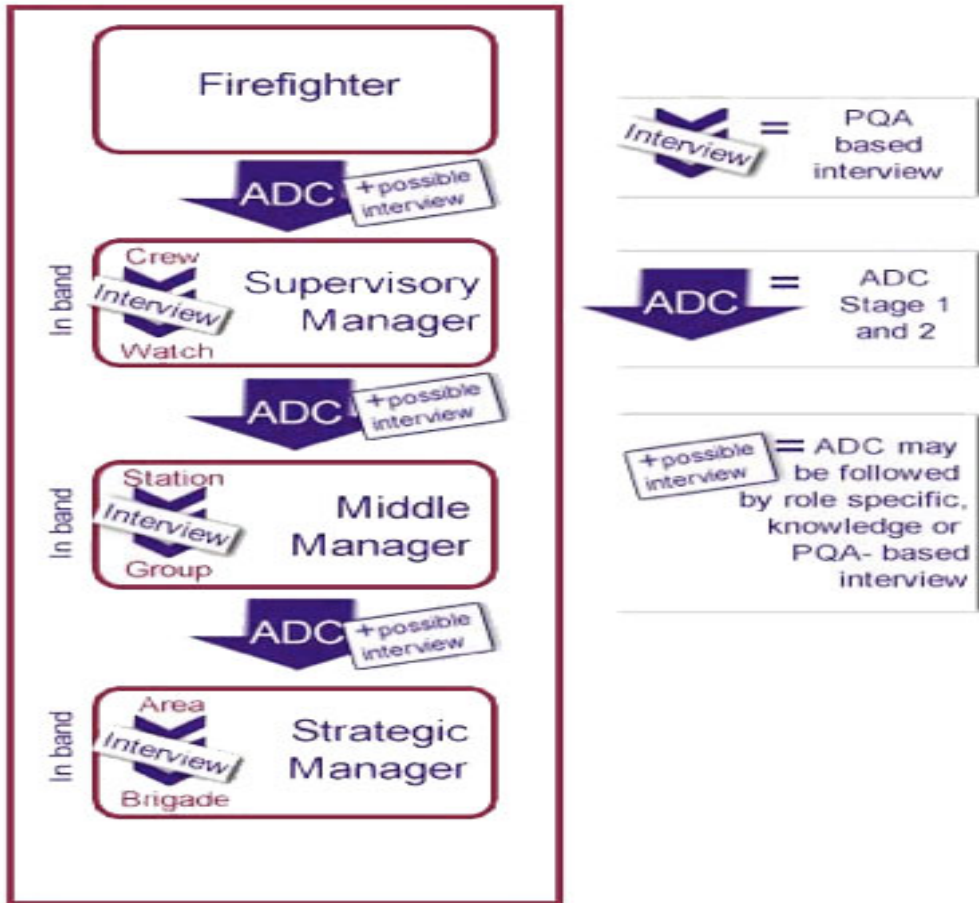 Firefighter
ADC
+possible
interview
In band
Crew
Interview
Watch
Supervisory
Manager
ADC
+possible
interview
In band
Station
Interview
Group
Middle
Manager
ADC
+possible
interview
In band
Area
Interview
Brigade
Strategic
Manager
Interview
=
PQA
based
interview
ADC
=
ADC
Stage 1
and 2
+possible
interview
= ADC may
be followed
by role specific,
knowledge or
PQA- based
interview